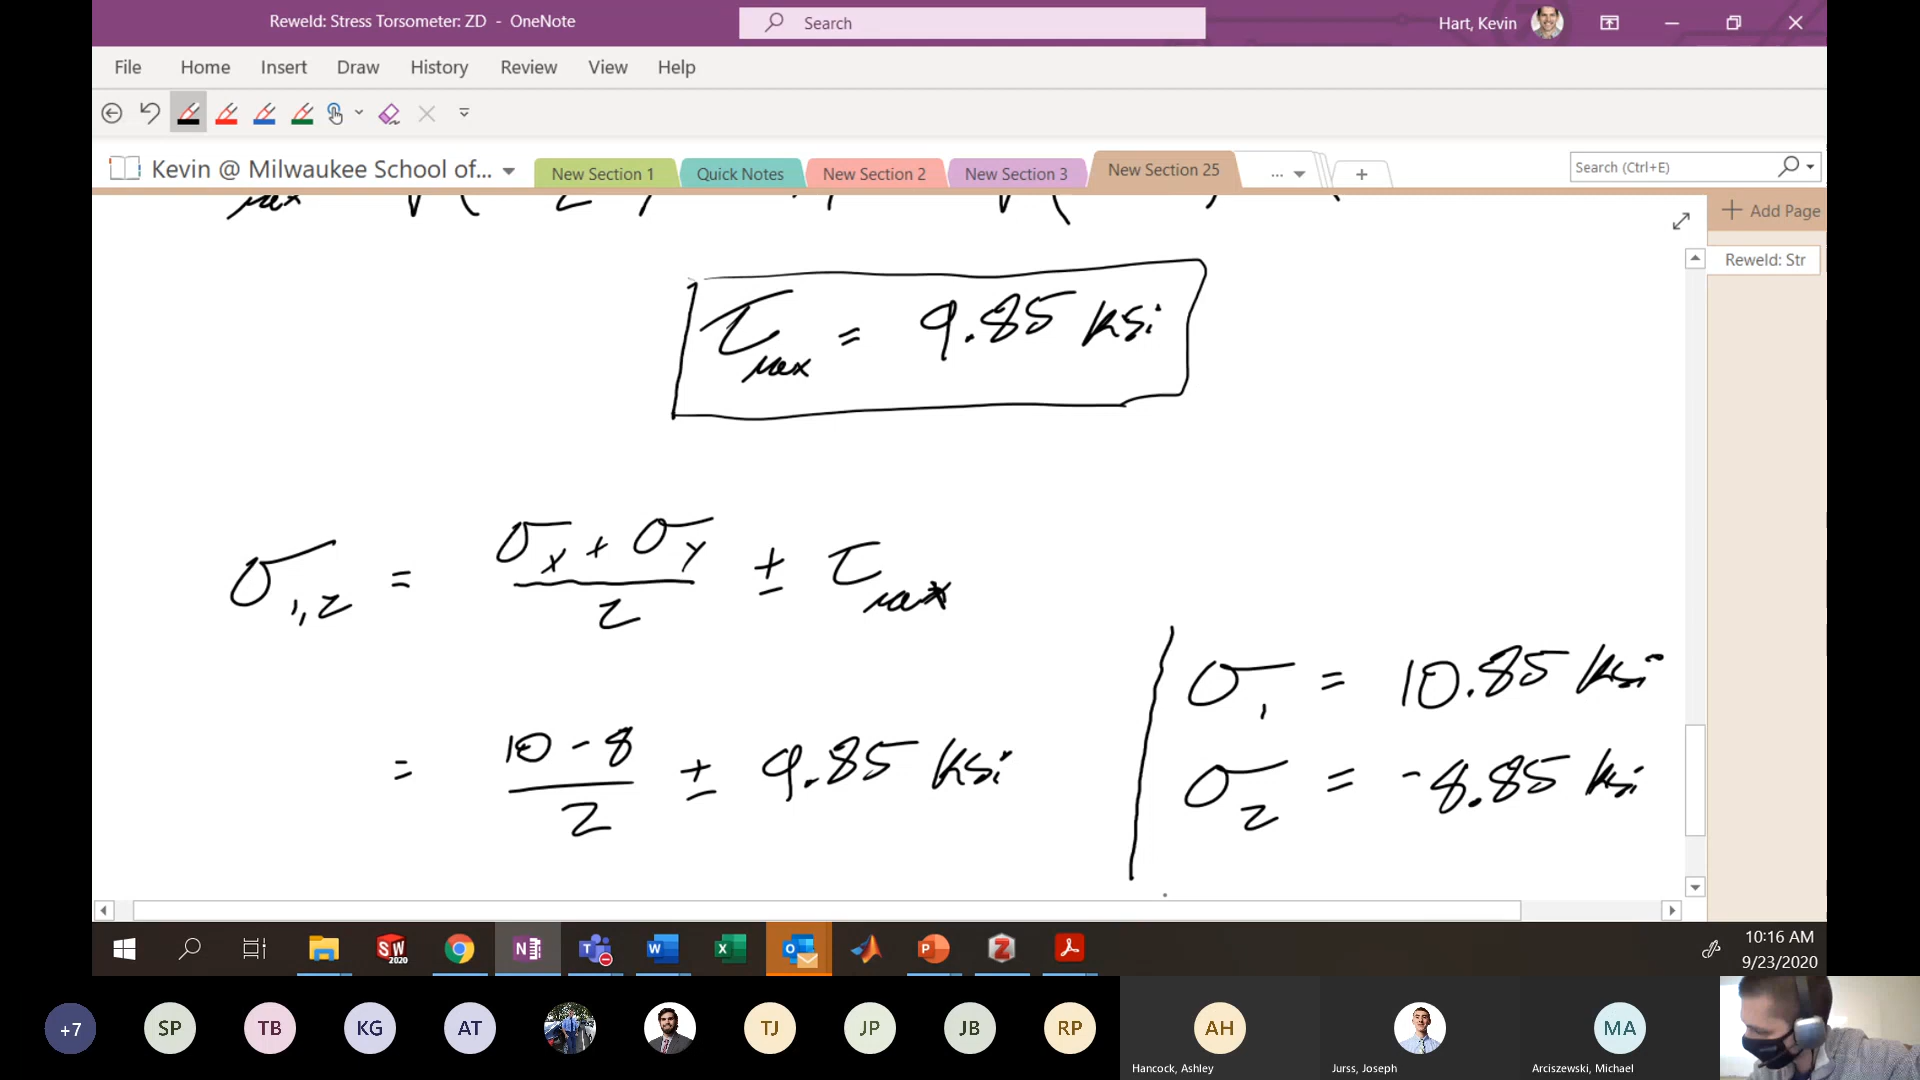 Reweld: Stress Torsometer: ZD - OneNote
Search
Hart, Kevin
File Home Insert Draw History Review View Help
Kevin @ Milwaukee School of...
New Section 1
Quick Notes
New Section 2
New Section 3
New Section 25
...
Search (Ctrl+E)
Add Page
Reweld: Str
max
τmax = 9.85 ksi
σ1,2 = (σx + σy)/2 ± τmax
= (10 - 8)/2 ± 9.85 ksi
σ1 = 10.85 ksi
σ2 = -8.85 ksi
SW
2020
N
W
X
P
Z
10:16 AM
9/23/2020
+7
SP
TB
KG
AT
TJ
JP
JB
RP
AH
MA
Hancock, Ashley
Jurss, Joseph
Arciszewski, Michael